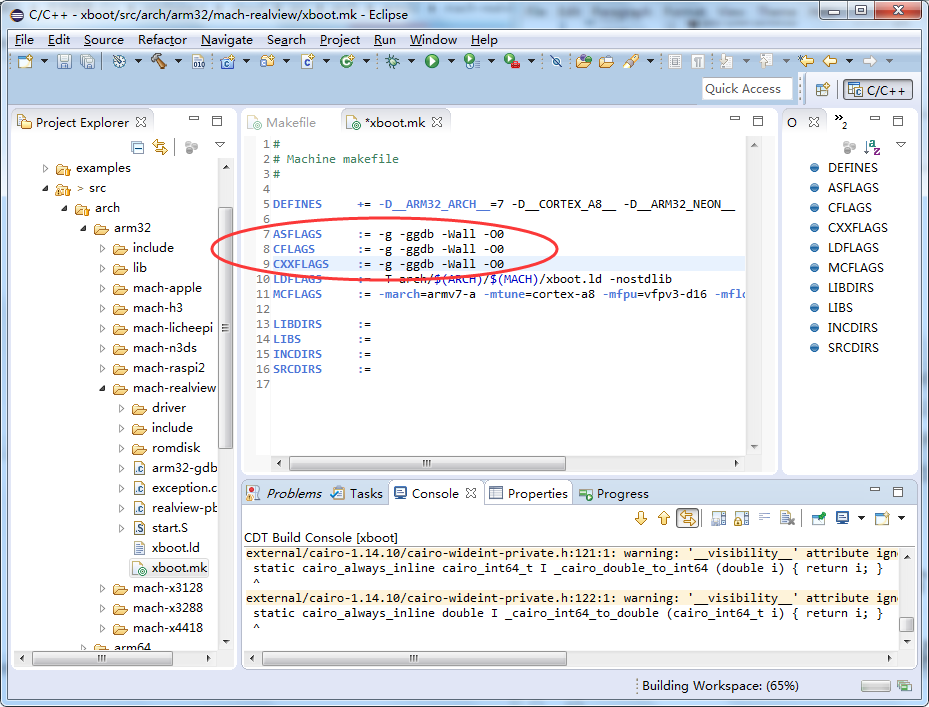 C/C++ - xboot/src/arch/arm32/mach-realview/xboot.mk - Eclipse
File Edit Source Refactor Navigate Search Project Run Window Help
Quick Access
C/C++
Project Explorer
examples
> src
arch
arm32
include
lib
mach-apple
mach-h3
mach-licheepi
mach-n3ds
mach-raspi2
mach-realview
driver
include
romdisk
arm32-gdb
exception.c
realview-pb
start.S
xboot.ld
xboot.mk
mach-x3128
mach-x3288
mach-x4418
arm64
Makefile
*xboot.mk
1 #
2 # Machine makefile
3 #
4
5 DEFINES += -D__ARM32_ARCH__=7 -D__CORTEX_A8__ -D__ARM32_NEON__
6
7 ASFLAGS := -g -ggdb -Wall -O0
8 CFLAGS := -g -ggdb -Wall -O0
9 CXXFLAGS := -g -ggdb -Wall -O0
10 LDFLAGS := -T arch/$(ARCH)/$(MACH)/xboot.ld -nostdlib
11 MCFLAGS := -march=armv7-a -mtune=cortex-a8 -mfpu=vfpv3-d16 -mflo
12
13 LIBDIRS :=
14 LIBS :=
15 INCDIRS :=
16 SRCDIRS :=
17
O
»2
DEFINES
ASFLAGS
CFLAGS
CXXFLAGS
LDFLAGS
MCFLAGS
LIBDIRS
LIBS
INCDIRS
SRCDIRS
Problems Tasks Console Properties Progress
CDT Build Console [xboot]
external/cairo-1.14.10/cairo-wideint-private.h:121:1: warning: '__visibility__' attribute ign
static cairo_always_inline cairo_int64_t I _cairo_double_to_int64 (double i) { return i; }
^
external/cairo-1.14.10/cairo-wideint-private.h:122:1: warning: '__visibility__' attribute ign
static cairo_always_inline double I _cairo_int64_to_double (cairo_int64_t i) { return i; }
^
Building Workspace: (65%)